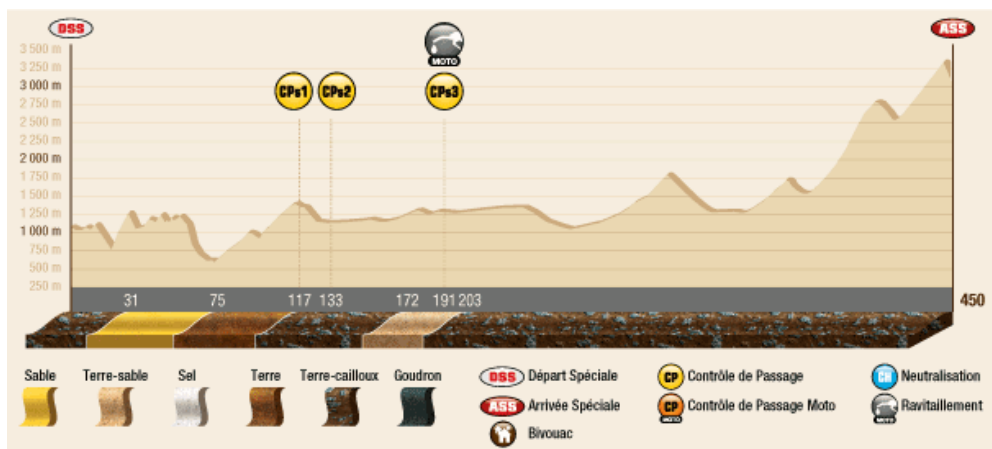 DSS
ASS
MOTO
3 500 m
3 250 m
3 000 m
2 750 m
2 500 m
2 250 m
2 000 m
1 750 m
1 500 m
1 250 m
1 000 m
750 m
500 m
250 m
CPs1 CPs2 CPs3
31 75 117 133 172 191 203 450
Sable Terre-sable Sel Terre Terre-cailloux Goudron
DSS Départ Spéciale
ASS Arrivée Spéciale
Bivouac
CP Contrôle de Passage
CP MOTO Contrôle de Passage Moto
Neutralisation
MOTO Ravitaillement